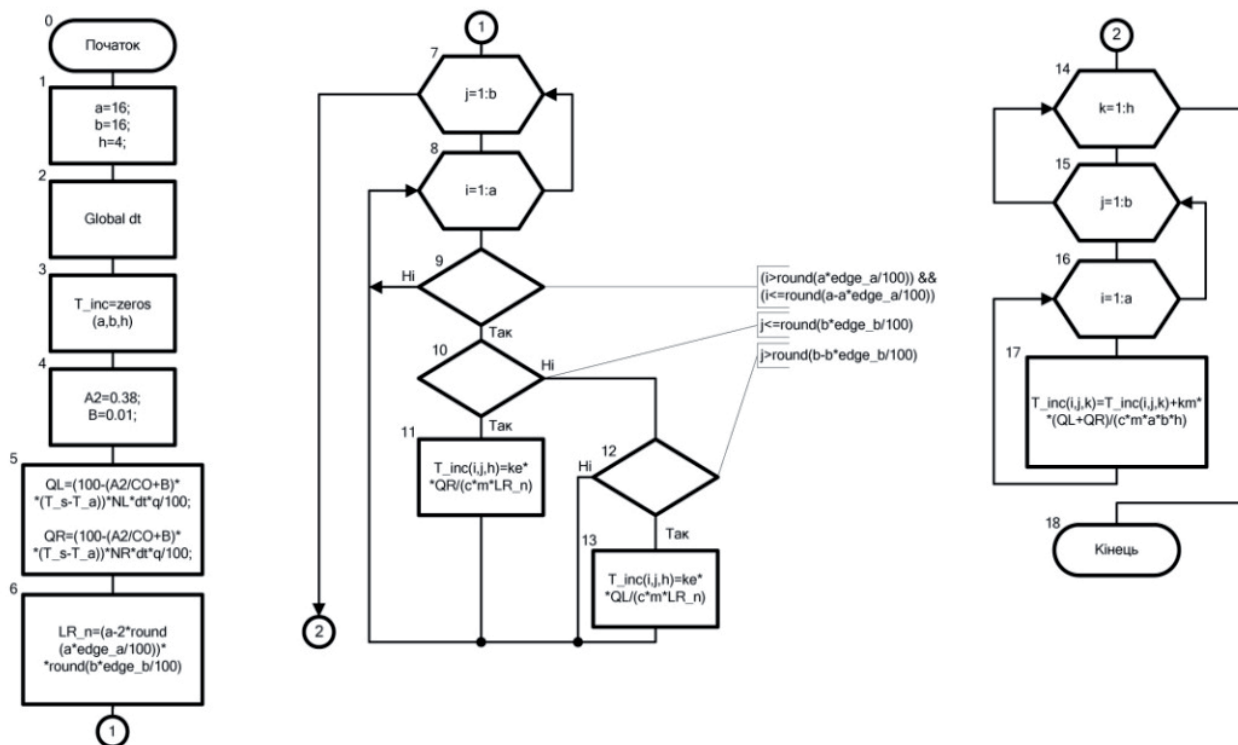 0
Початок
1
a=16;
b=16;
h=4;
2
Global dt
3
T_inc=zeros
(a,b,h)
4
A2=0.38;
B=0.01;
5
QL=(100-(A2/CO+B)*
*(T_s-T_a))*NL*dt*q/100;
QR=(100-(A2/CO+B)*
*(T_s-T_a))*NR*dt*q/100;
6
LR_n=(a-2*round
(a*edge_a/100))*
*round(b*edge_b/100)
1
1
7
j=1:b
8
i=1:a
9
Ні
(i>round(a*edge_a/100)) &&
(i<=round(a-a*edge_a/100))
Так
10
Ні
j<=round(b*edge_b/100)
j>round(b-b*edge_b/100)
Так
11
T_inc(i,j,h)=ke*
*QR/(c*m*LR_n)
12
Ні
Так
13
T_inc(i,j,h)=ke*
*QL/(c*m*LR_n)
2
2
14
k=1:h
15
j=1:b
16
i=1:a
17
T_inc(i,j,k)=T_inc(i,j,k)+km*
*(QL+QR)/(c*m*a*b*h)
18
Кінець